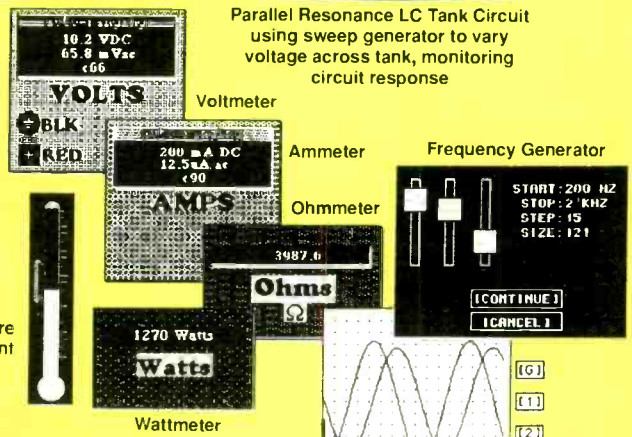 Parallel Resonance LC Tank Circuit
using sweep generator to vary
voltage across tank, monitoring
circuit response
10.2 VDC
65.8 mVac
<66
VOLTS
BLK
RED
Voltmeter
200 mA DC
12.5uA ac
<90
AMPS
Ammeter
Ohmmeter
3987.6
Ohms
Ω
1270 Watts
Watts
Wattmeter
Frequency Generator
START:200 HZ
STOP:2 KHZ
STEP:15
SIZE:121
[CONTINUE]
[CANCEL]
[G]
[1]
[2]